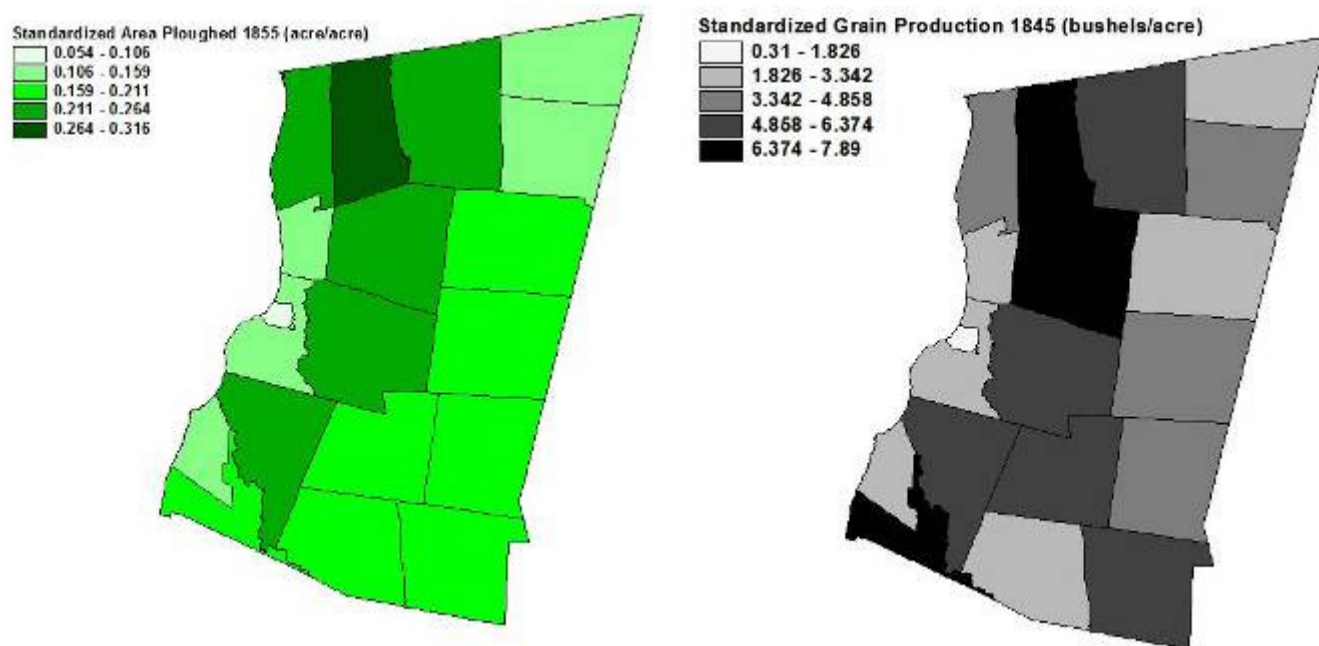 Standardized Area Ploughed 1855 (acre/acre)
0.054 - 0.106
0.106 - 0.159
0.159 - 0.211
0.211 - 0.264
0.264 - 0.316
Standardized Grain Production 1845 (bushels/acre)
0.31 - 1.826
1.826 - 3.342
3.342 - 4.858
4.858 - 6.374
6.374 - 7.89